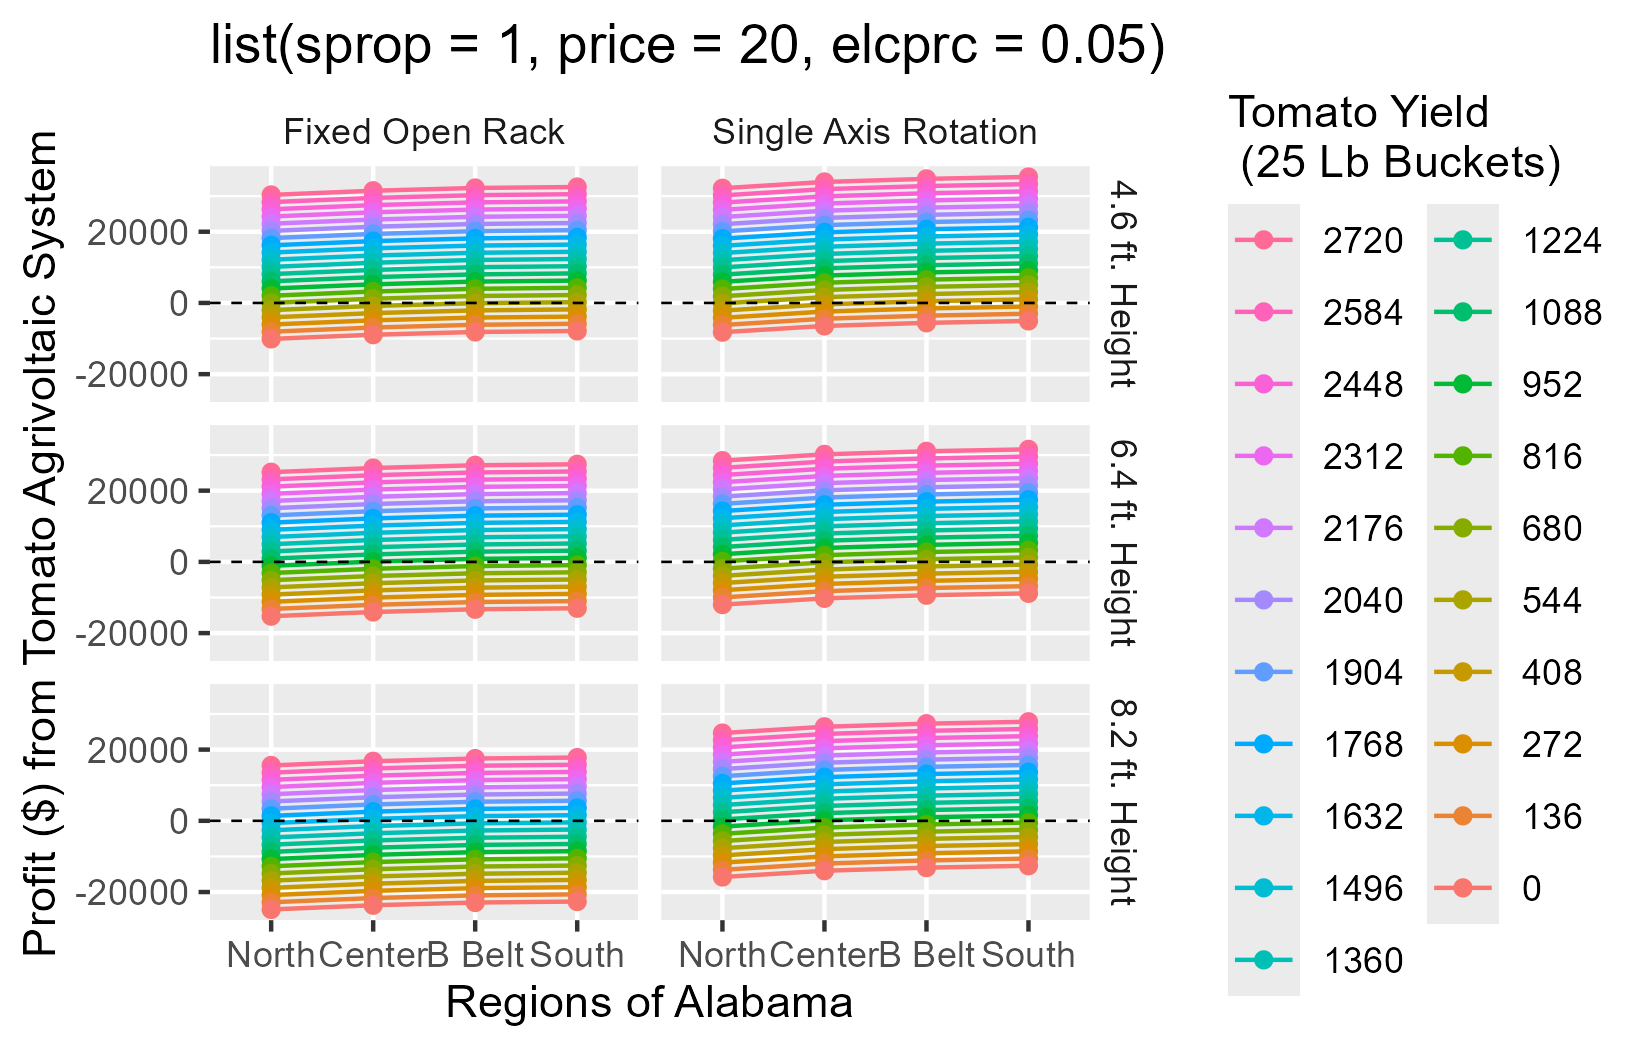 list(sprop = 1, price = 20, elcprc = 0.05)
Fixed Open Rack
Single Axis Rotation
Profit ($) from Tomato Agrivoltaic System
20000
0
-20000
4.6 ft. Height
20000
0
-20000
6.4 ft. Height
20000
0
-20000
8.2 ft. Height
North Center B Belt South
North Center B Belt South
Regions of Alabama
Tomato Yield
(25 Lb Buckets)
2720
2584
2448
2312
2176
2040
1904
1768
1632
1496
1360
1224
1088
952
816
680
544
408
272
136
0